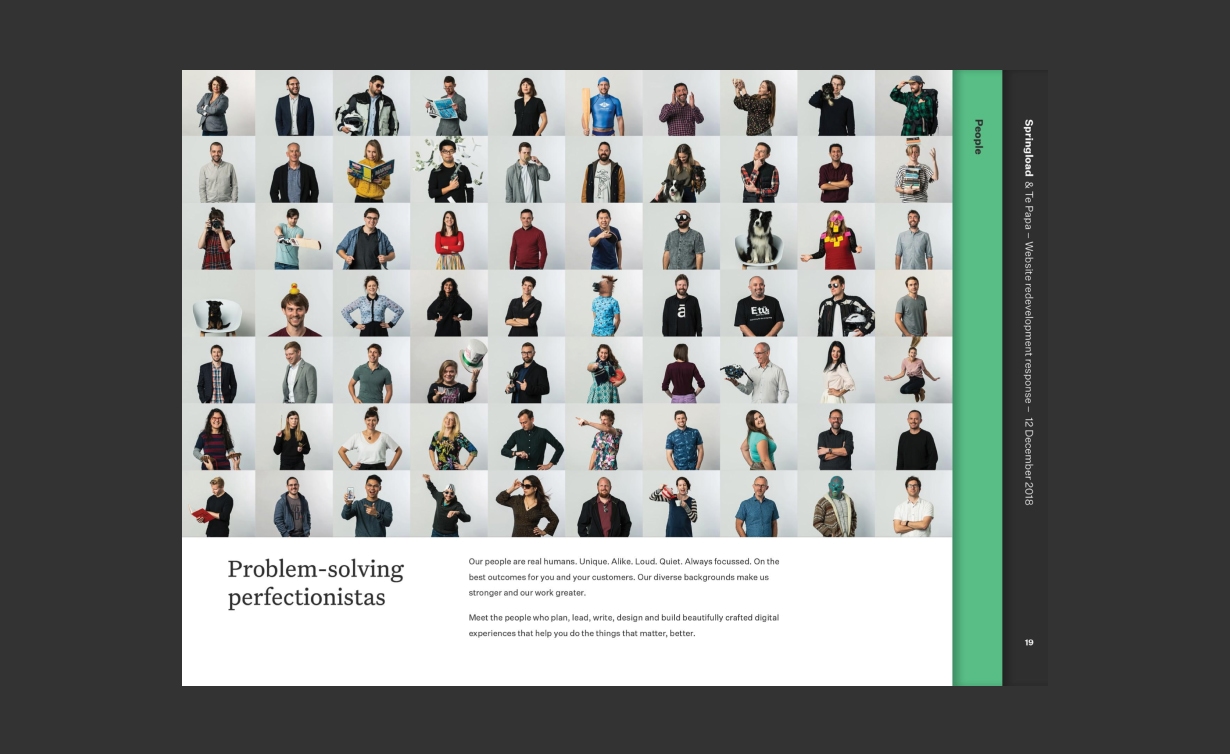 Problem-solving
perfectionistas
Our people are real humans. Unique. Alike. Loud. Quiet. Always focussed. On the
best outcomes for you and your customers. Our diverse backgrounds make us
stronger and our work greater.
Meet the people who plan, lead, write, design and build beautifully crafted digital
experiences that help you do the things that matter, better.
People
Springload & Te Papa – Website redevelopment response – 12 December 2018
19
ā
Etū